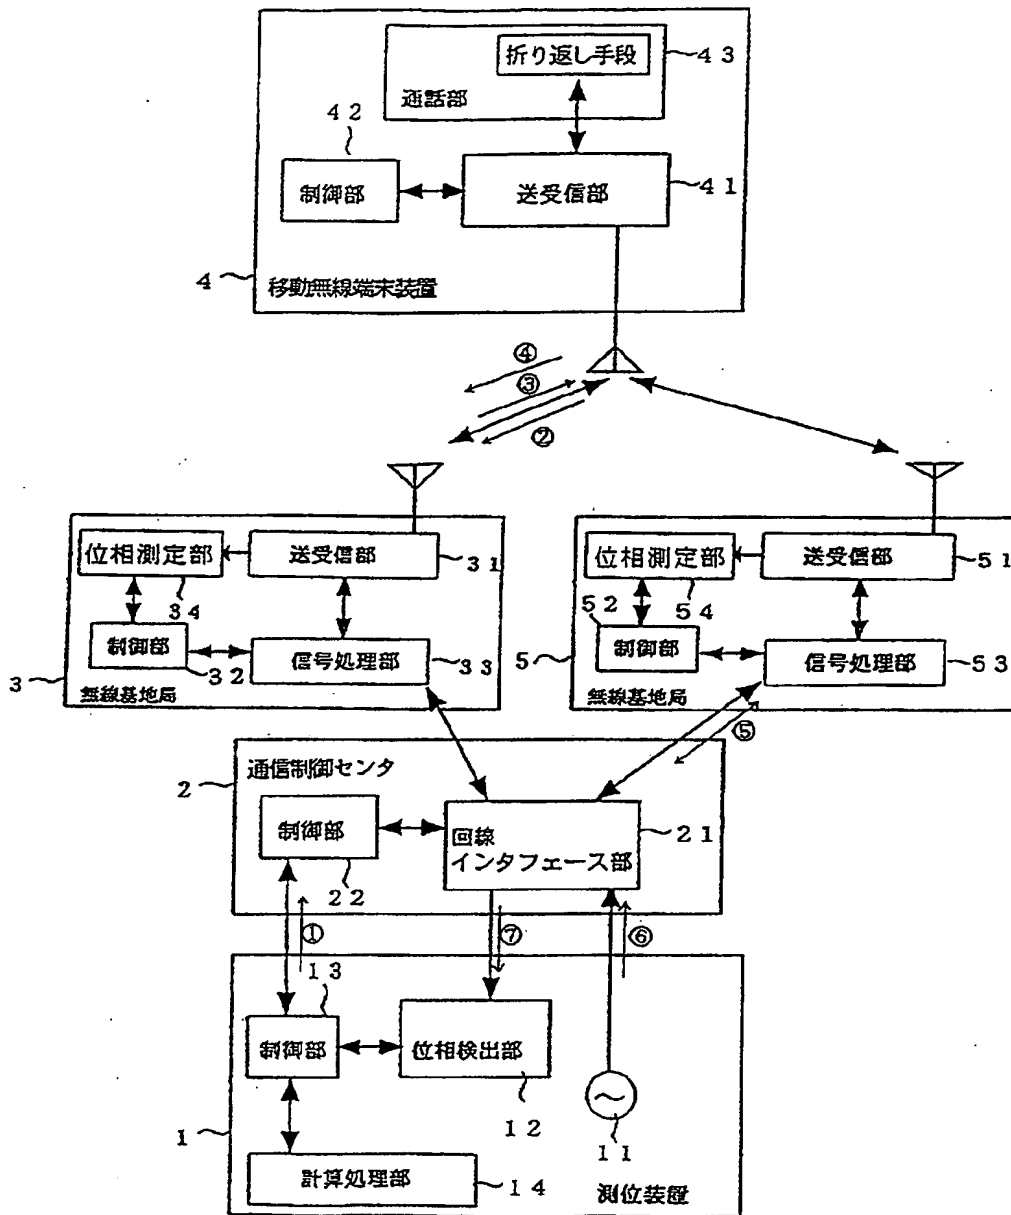 折り返し手段
４３
通話部
４２
制御部
送受信部
４１
４
移動無線端末装置
④
③
②
位相測定部
送受信部
３１
３４
制御部
３２
信号処理部
３３
３
無線基地局
位相測定部
送受信部
５１
５２
５４
制御部
信号処理部
５３
５
無線基地局
⑤
２
通信制御センタ
制御部
２２
回線
インタフェース部
２１
①
⑦
⑥
１３
制御部
位相検出部
１２
１１
１
計算処理部
１４
測位装置